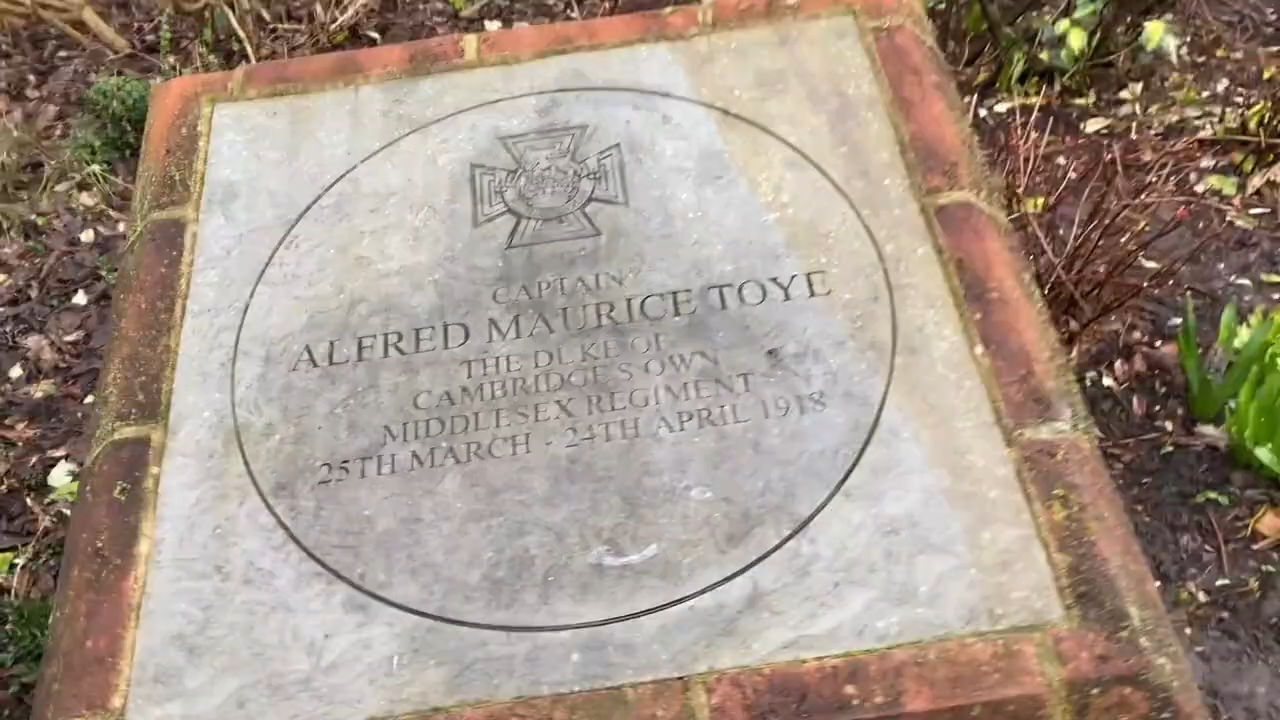 CAPTAIN
ALFRED MAURICE TOYE
THE DUKE OF
CAMBRIDGE'S OWN
MIDDLESEX REGIMENT
25TH MARCH - 24TH APRIL 1918